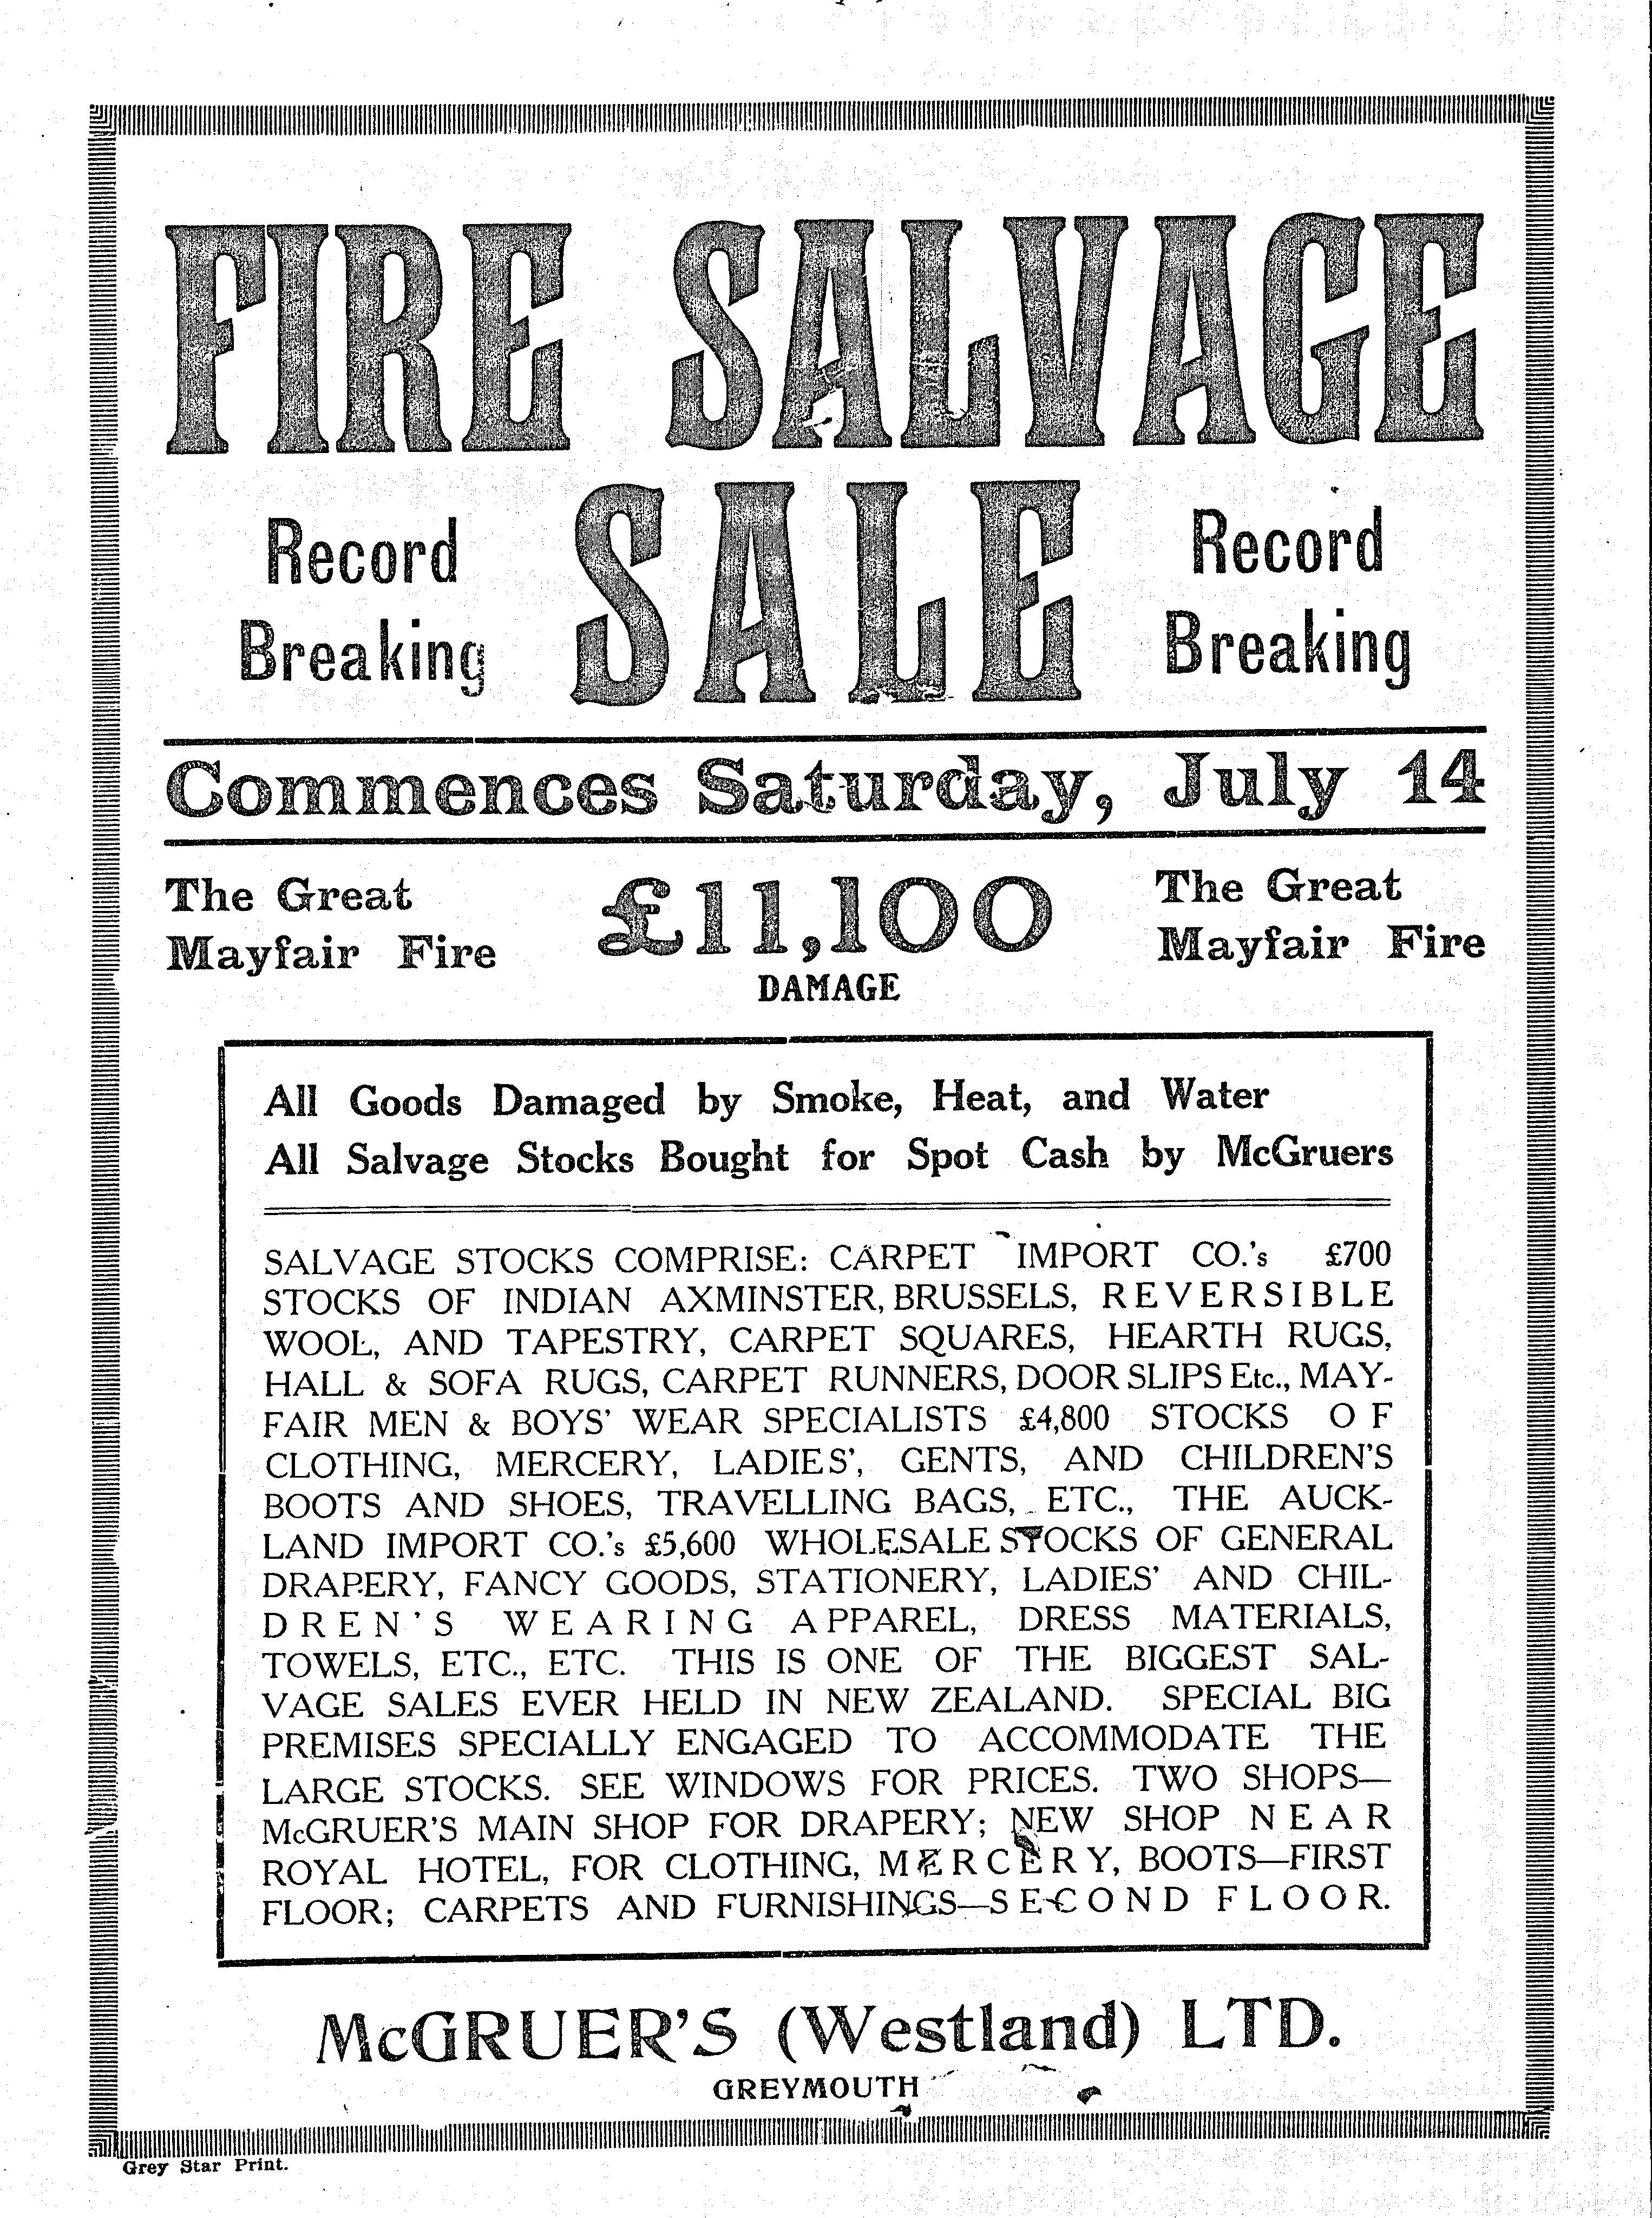 FIRE SALVAGE
Record
Breaking
SALE
Record
Breaking
Commences Saturday, July 14
The Great
Mayfair Fire
£11,100
DAMAGE
The Great
Mayfair Fire
All Goods Damaged by Smoke, Heat, and Water
All Salvage Stocks Bought for Spot Cash by McGruers
SALVAGE STOCKS COMPRISE: CARPET IMPORT CO.'s £700
STOCKS OF INDIAN AXMINSTER, BRUSSELS, REVERSIBLE
WOOL, AND TAPESTRY, CARPET SQUARES, HEARTH RUGS,
HALL & SOFA RUGS, CARPET RUNNERS, DOOR SLIPS Etc., MAY-
FAIR MEN & BOYS' WEAR SPECIALISTS £4,800 STOCKS OF
CLOTHING, MERCERY, LADIES', GENTS, AND CHILDREN'S
BOOTS AND SHOES, TRAVELLING BAGS, ETC., THE AUCK-
LAND IMPORT CO.'s £5,600 WHOLESALE STOCKS OF GENERAL
DRAPERY, FANCY GOODS, STATIONERY, LADIES' AND CHIL-
DREN'S WEARING APPAREL, DRESS MATERIALS,
TOWELS, ETC., ETC. THIS IS ONE OF THE BIGGEST SAL-
VAGE SALES EVER HELD IN NEW ZEALAND. SPECIAL BIG
PREMISES SPECIALLY ENGAGED TO ACCOMMODATE THE
LARGE STOCKS. SEE WINDOWS FOR PRICES. TWO SHOPS—
McGRUER'S MAIN SHOP FOR DRAPERY; NEW SHOP NEAR
ROYAL HOTEL, FOR CLOTHING, MERCERY, BOOTS—FIRST
FLOOR; CARPETS AND FURNISHINGS—SECOND FLOOR.
McGRUER'S (Westland) LTD.
GREYMOUTH
Grey Star Print.